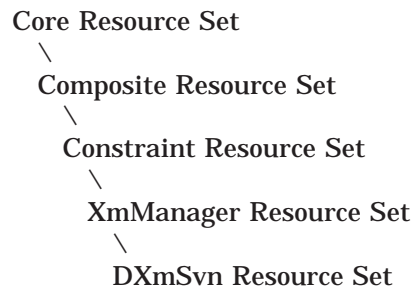 Core Resource Set
\
Composite Resource Set
\
Constraint Resource Set
\
XmManager Resource Set
\
DXmSvn Resource Set